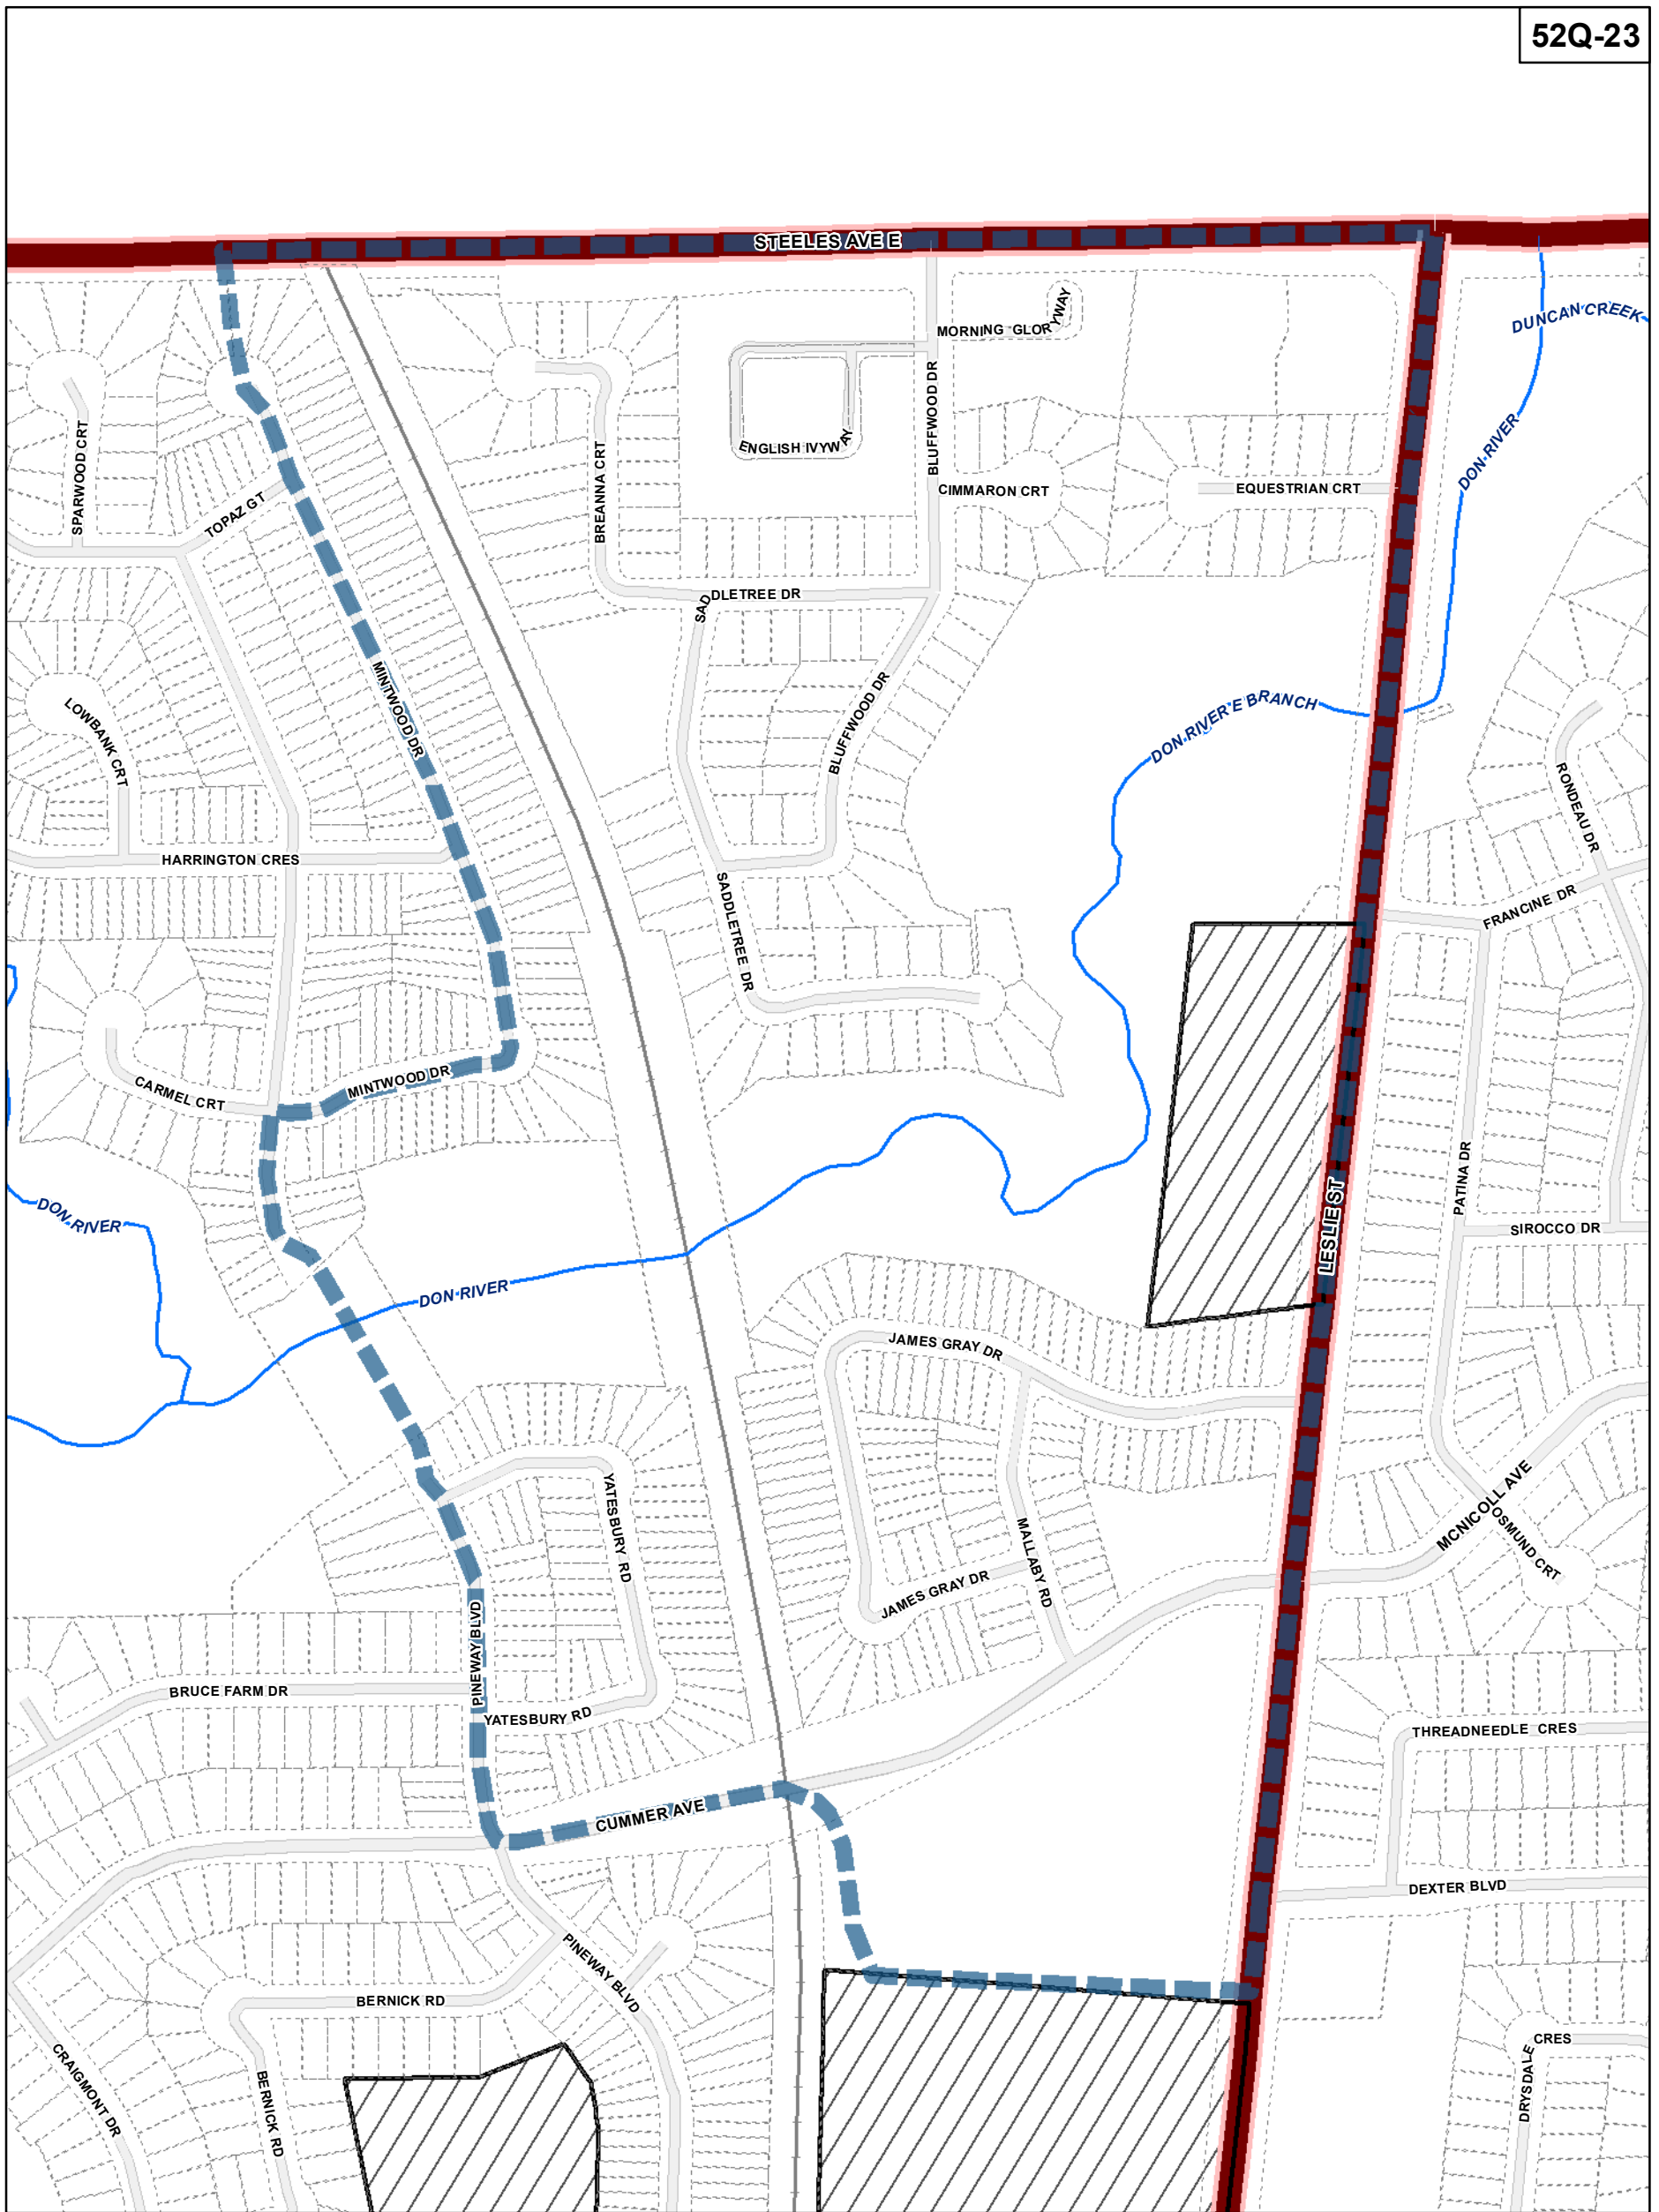 52Q-23
STEELES AVE E
DUNCAN CREEK
MORNING GLORYWAY
ENGLISH IVYWAY
BLUFFWOOD DR
DON RIVER
SPARWOOD CRT
TOPAZ GT
BREANNA CRT
CIMMARON CRT
EQUESTRIAN CRT
SADDLETREE DR
MINTWOOD DR
BLUFFWOOD DR
DON RIVER E BRANCH
LOWBANK CRT
RONDEAU DR
HARRINGTON CRES
SADDLETREE DR
FRANCINE DR
CARMEL CRT
MINTWOOD DR
PATINA DR
LESLIE ST
DON RIVER
SIROCCO DR
DON RIVER
JAMES GRAY DR
YATESBURY RD
MALLABY RD
MCNICOLL AVE
OSMUND CRT
JAMES GRAY DR
PINEWAY BLVD
BRUCE FARM DR
YATESBURY RD
THREADNEEDLE CRES
CUMMER AVE
DEXTER BLVD
PINEWAY BLVD
BERNICK RD
CRAIGMONT DR
BERNICK RD
DRYSDALE CRES